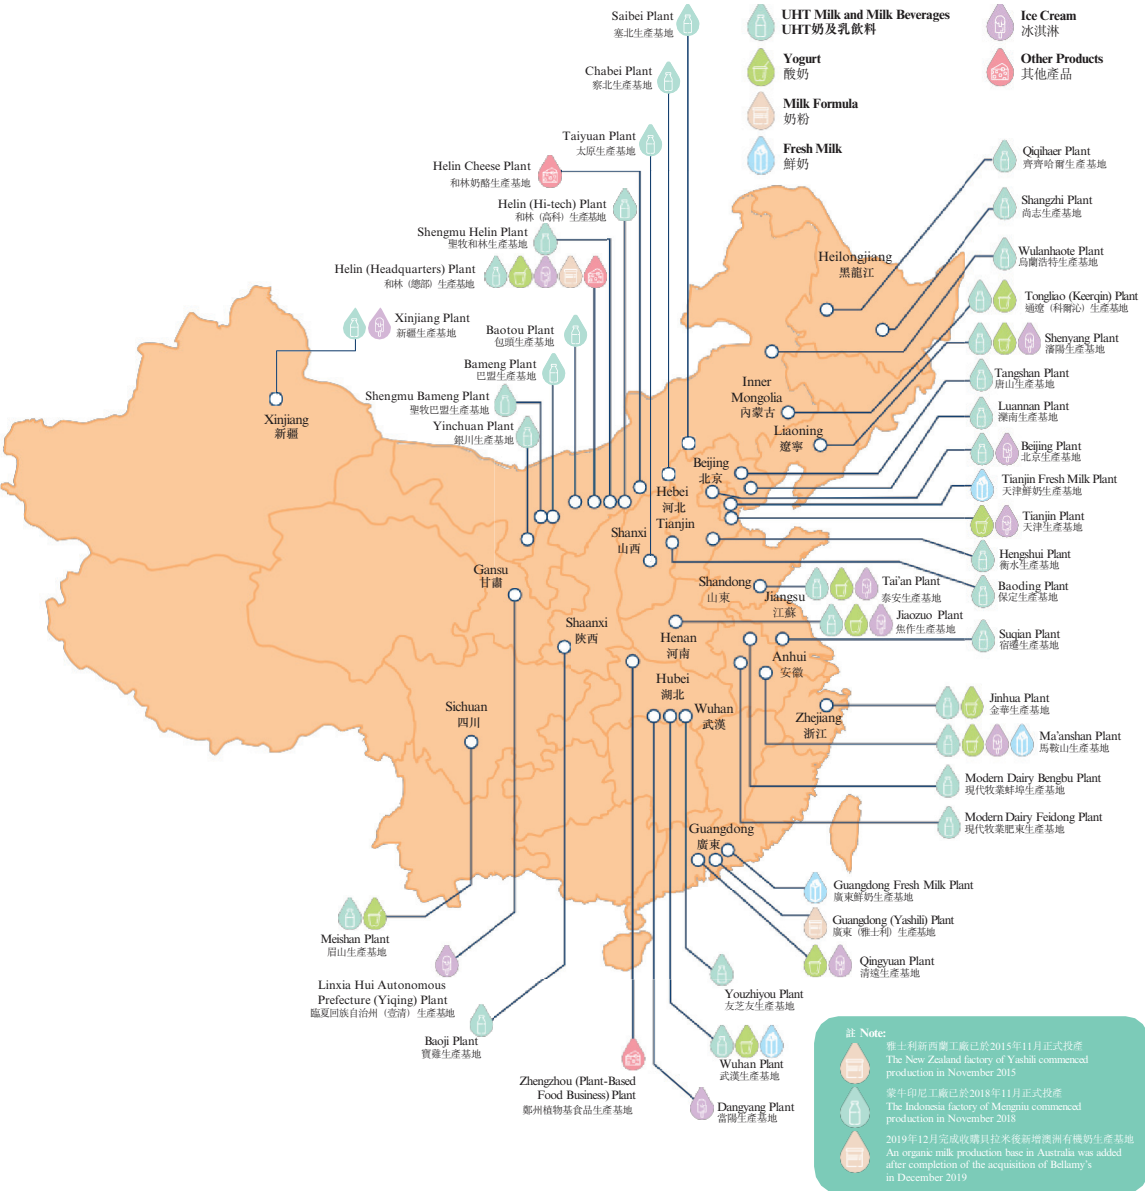 UHT Milk and Milk Beverages
UHT奶及乳飲料
Yogurt
酸奶
Milk Formula
奶粉
Fresh Milk
鮮奶
Ice Cream
冰淇淋
Other Products
其他產品
Saibei Plant
塞北生產基地
Chabei Plant
察北生產基地
Taiyuan Plant
太原生產基地
Helin Cheese Plant
和林奶酪生產基地
Helin (Hi-tech) Plant
和林（高科）生產基地
Shengmu Helin Plant
聖牧和林生產基地
Helin (Headquarters) Plant
和林（總部）生產基地
Xinjiang Plant
新疆生產基地
Baotou Plant
包頭生產基地
Bameng Plant
巴盟生產基地
Shengmu Bameng Plant
聖牧巴盟生產基地
Yinchuan Plant
銀川生產基地
Qiqihaer Plant
齊齊哈爾生產基地
Shangzhi Plant
尚志生產基地
Wulanhaote Plant
烏蘭浩特生產基地
Tongliao (Keerqin) Plant
通遼（科爾沁）生產基地
Shenyang Plant
瀋陽生產基地
Tangshan Plant
唐山生產基地
Luannan Plant
灤南生產基地
Beijing Plant
北京生產基地
Tianjin Fresh Milk Plant
天津鮮奶生產基地
Tianjin Plant
天津生產基地
Hengshui Plant
衡水生產基地
Baoding Plant
保定生產基地
Tai'an Plant
泰安生產基地
Jiaozuo Plant
焦作生產基地
Suqian Plant
宿遷生產基地
Jinhua Plant
金華生產基地
Ma'anshan Plant
馬鞍山生產基地
Modern Dairy Bengbu Plant
現代牧業蚌埠生產基地
Modern Dairy Feidong Plant
現代牧業肥東生產基地
Guangdong Fresh Milk Plant
廣東鮮奶生產基地
Guangdong (Yashili) Plant
廣東（雅士利）生產基地
Qingyuan Plant
清遠生產基地
Youzhiyou Plant
友芝友生產基地
Wuhan Plant
武漢生產基地
Dangyang Plant
當陽生產基地
Zhengzhou (Plant-Based
Food Business) Plant
鄭州植物基食品生產基地
Baoji Plant
寶雞生產基地
Linxia Hui Autonomous
Prefecture (Yiqing) Plant
臨夏回族自治州（壹清）生產基地
Meishan Plant
眉山生產基地
Heilongjiang
黑龍江
Inner
Mongolia
內蒙古
Liaoning
遼寧
Xinjiang
新疆
Beijing
北京
Hebei
河北
Tianjin
Shanxi
山西
Gansu
甘肅
Shandong
山東
Jiangsu
江蘇
Shaanxi
陝西
Henan
河南
Anhui
安徽
Hubei
湖北
Wuhan
武漢
Sichuan
四川
Zhejiang
浙江
Guangdong
廣東
註 Note:
雅士利新西蘭工廠已於2015年11月正式投產
The New Zealand factory of Yashili commenced
production in November 2015
蒙牛印尼工廠已於2018年11月正式投產
The Indonesia factory of Mengniu commenced
production in November 2018
2019年12月完成收購貝拉米後新增澳洲有機奶生產基地
An organic milk production base in Australia was added
after completion of the acquisition of Bellamy's
in December 2019